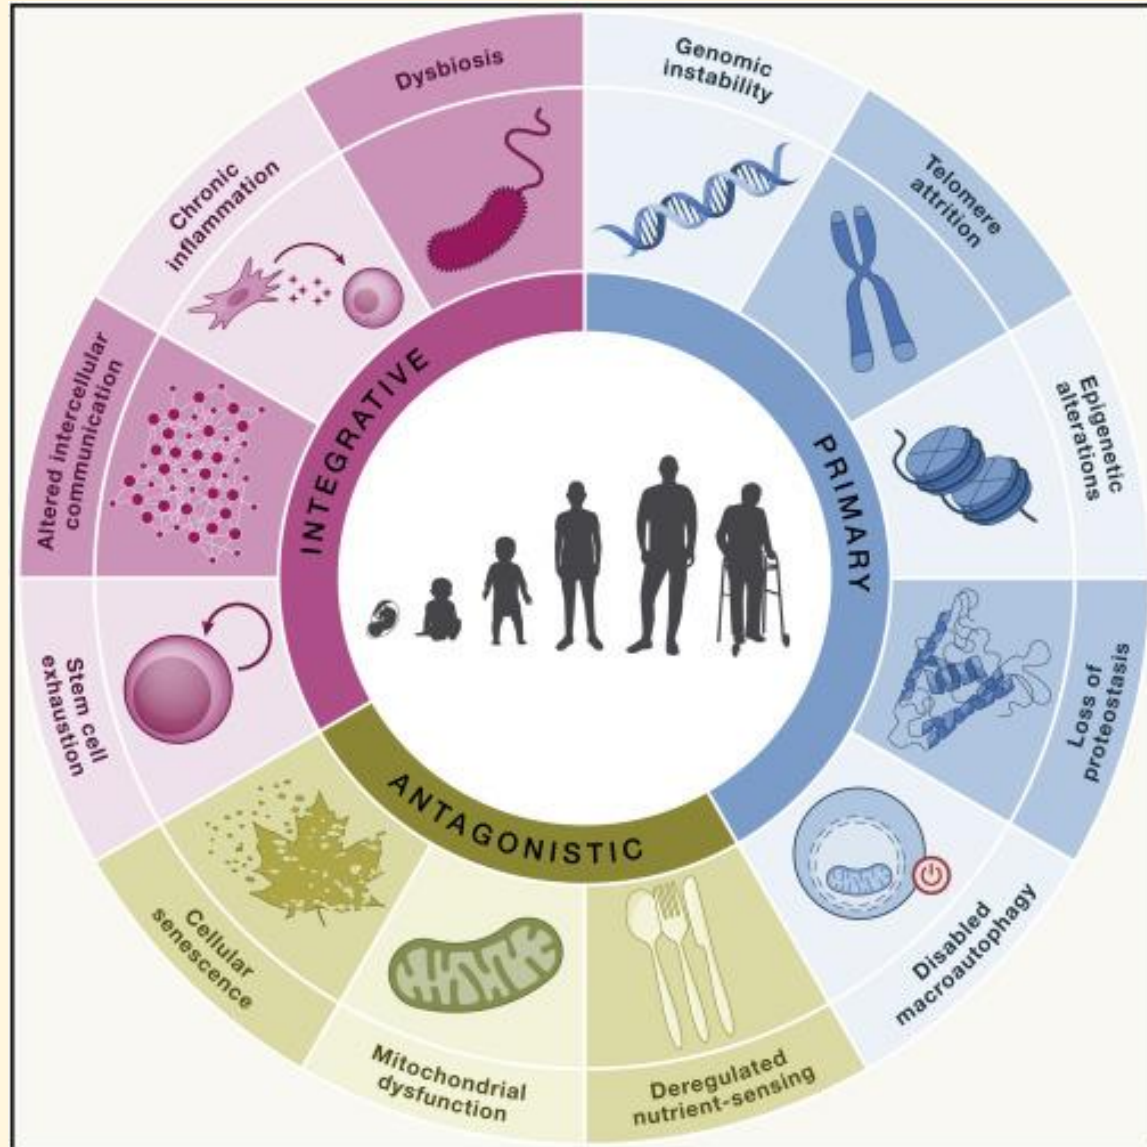 Genomic
instability
Telomere
attrition
Epigenetic
alterations
Loss of
proteostasis
Disabled
macroautophagy
Deregulated
nutrient-sensing
Mitochondrial
dysfunction
Cellular
senescence
Stem cell
exhaustion
Altered intercellular
communication
Chronic
inflammation
Dysbiosis
PRIMARY
ANTAGONISTIC
INTEGRATIVE